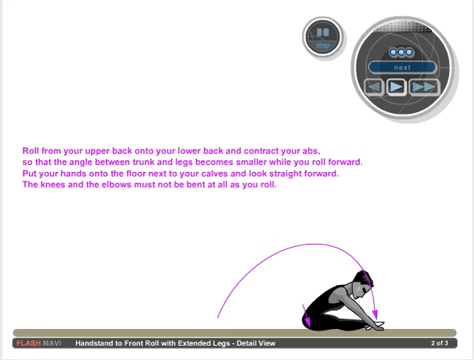 stop
next
Roll from your upper back onto your lower back and contract your abs,
so that the angle between trunk and legs becomes smaller while you roll forward.
Put your hands onto the floor next to your calves and look straight forward.
The knees and the elbows must not be bent at all as you roll.
FLASH MAVI Handstand to Front Roll with Extended Legs - Detail View 2 of 3